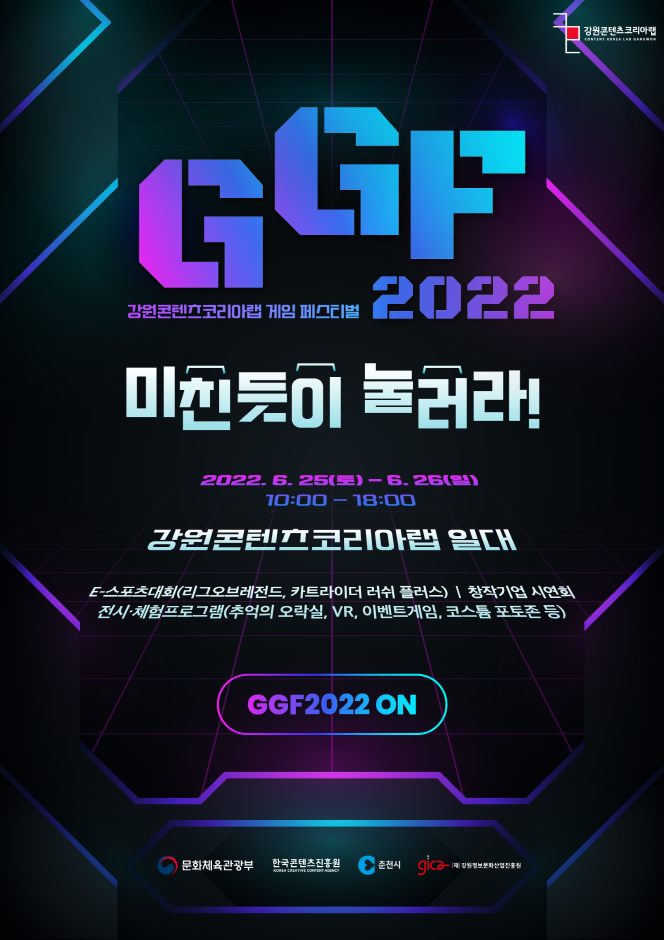 강원콘텐츠코리아랩
CONTENT KOREA LAB GANGWON
GGF
강원콘텐츠코리아랩 게임 페스티벌 2022
미친듯이 눌러라!
2022. 6. 25(토) – 6. 26(일)
10:00 – 18:00
강원콘텐츠코리아랩 일대
E-스포츠대회(리그오브레전드, 카트라이더 러쉬 플러스) | 창작기업 시연회
전시·체험프로그램(추억의 오락실, VR, 이벤트게임, 코스튬 포토존 등)
GGF2022 ON
문화체육관광부 한국콘텐츠진흥원 춘천시 gica (재)강원정보문화산업진흥원
KOREA CREATIVE CONTENT AGENCY